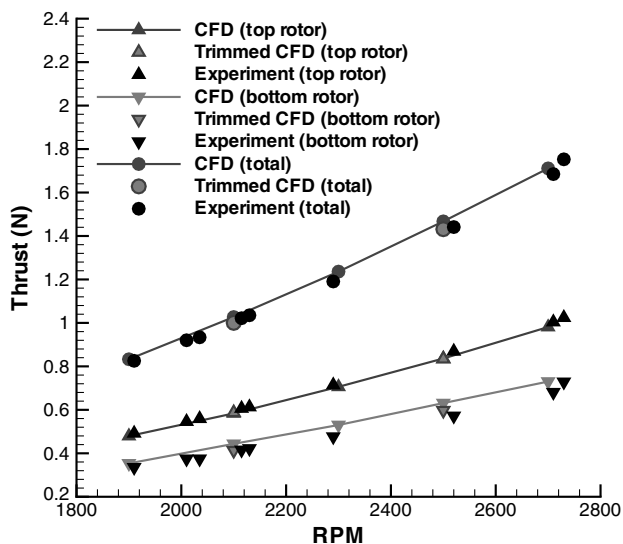 2.4
2.2
2
1.8
1.6
1.4
1.2
1
0.8
0.6
0.4
0.2
Thrust (N)
CFD (top rotor)
Trimmed CFD (top rotor)
Experiment (top rotor)
CFD (bottom rotor)
Trimmed CFD (bottom rotor)
Experiment (bottom rotor)
CFD (total)
Trimmed CFD (total)
Experiment (total)
1800 2000 2200 2400 2600 2800
RPM